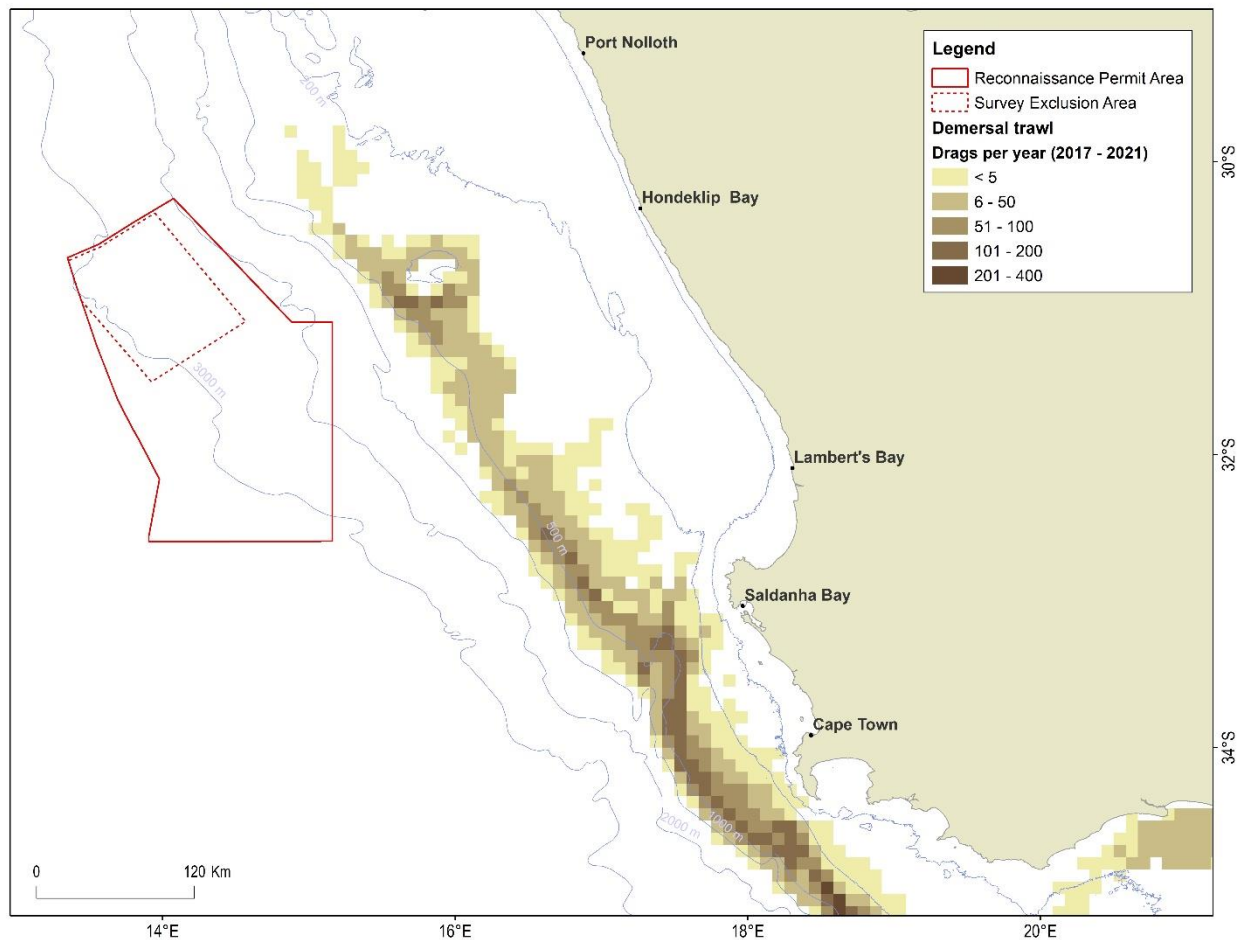 Port Nolloth
Legend
Reconnaissance Permit Area
Survey Exclusion Area
Demersal trawl
Drags per year (2017 - 2021)
< 5
6 - 50
51 - 100
101 - 200
201 - 400
200 m
30°S
Hondeklip Bay
3000 m
32°S
Lambert's Bay
500 m
Saldanha Bay
Cape Town
34°S
2000 m
1000 m
0 120 Km
14°E 16°E 18°E 20°E